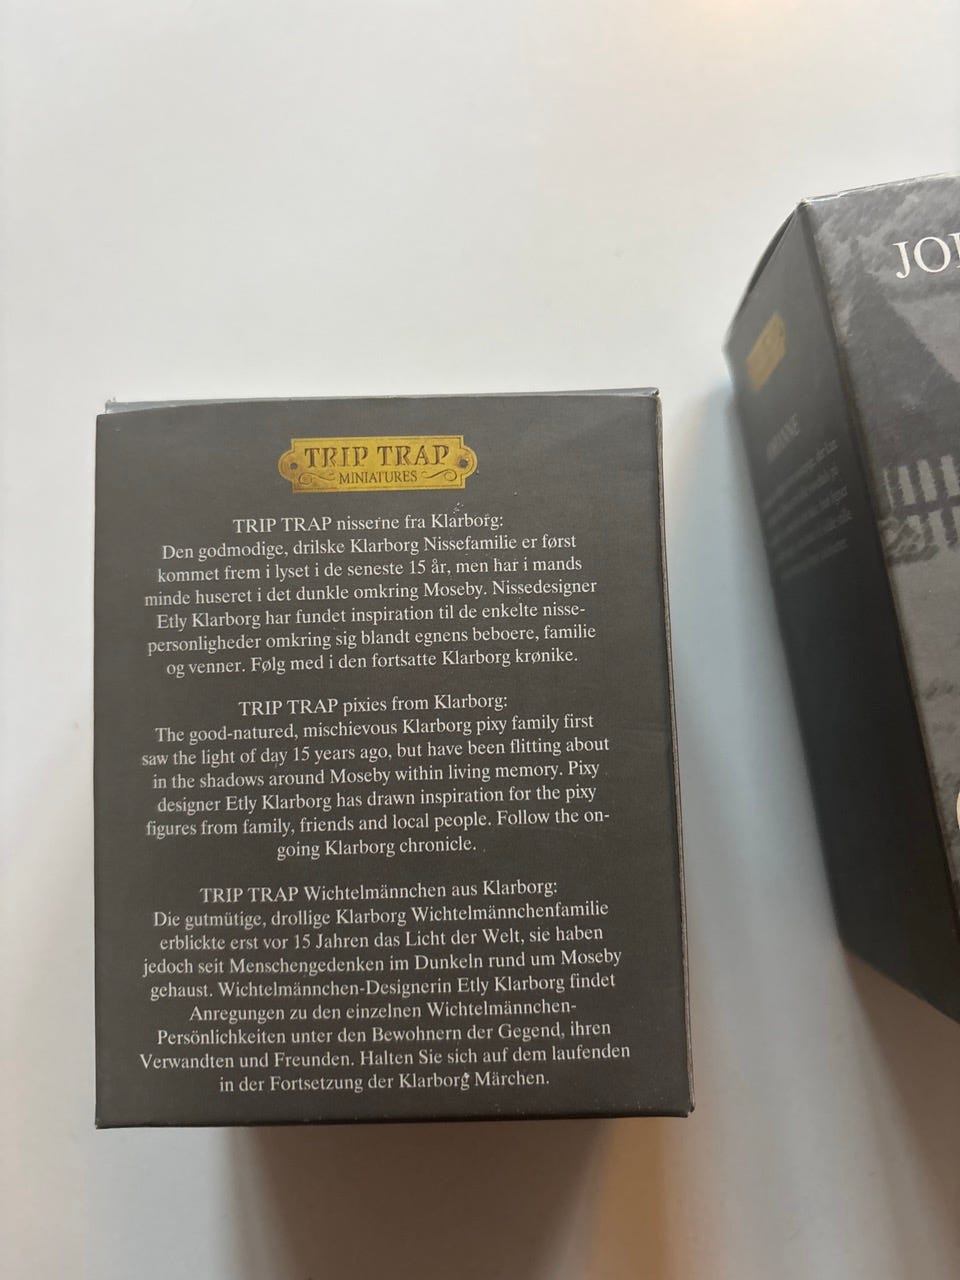 TRIP TRAP
MINIATURES
TRIP TRAP nisserne fra Klarborg:
Den godmodige, drilske Klarborg Nissefamilie er først
kommet frem i lyset i de seneste 15 år, men har i mands
minde huseret i det dunkle omkring Moseby. Nissedesigner
Etly Klarborg har fundet inspiration til de enkelte nisse-
personligheder omkring sig blandt egnens beboere, familie
og venner. Følg med i den fortsatte Klarborg krønike.
TRIP TRAP pixies from Klarborg:
The good-natured, mischievous Klarborg pixy family first
saw the light of day 15 years ago, but have been flitting about
in the shadows around Moseby within living memory. Pixy
designer Etly Klarborg has drawn inspiration for the pixy
figures from family, friends and local people. Follow the on-
going Klarborg chronicle.
TRIP TRAP Wichtelmännchen aus Klarborg:
Die gutmütige, drollige Klarborg Wichtelmännchenfamilie
erblickte erst vor 15 Jahren das Licht der Welt, sie haben
jedoch seit Menschengedenken im Dunkeln rund um Moseby
gehaust. Wichtelmännchen-Designerin Etly Klarborg findet
Anregungen zu den einzelnen Wichtelmännchen-
Persönlichkeiten unter den Bewohnern der Gegend, ihren
Verwandten und Freunden. Halten Sie sich auf dem laufenden
in der Fortsetzung der Klarborg Märchen.